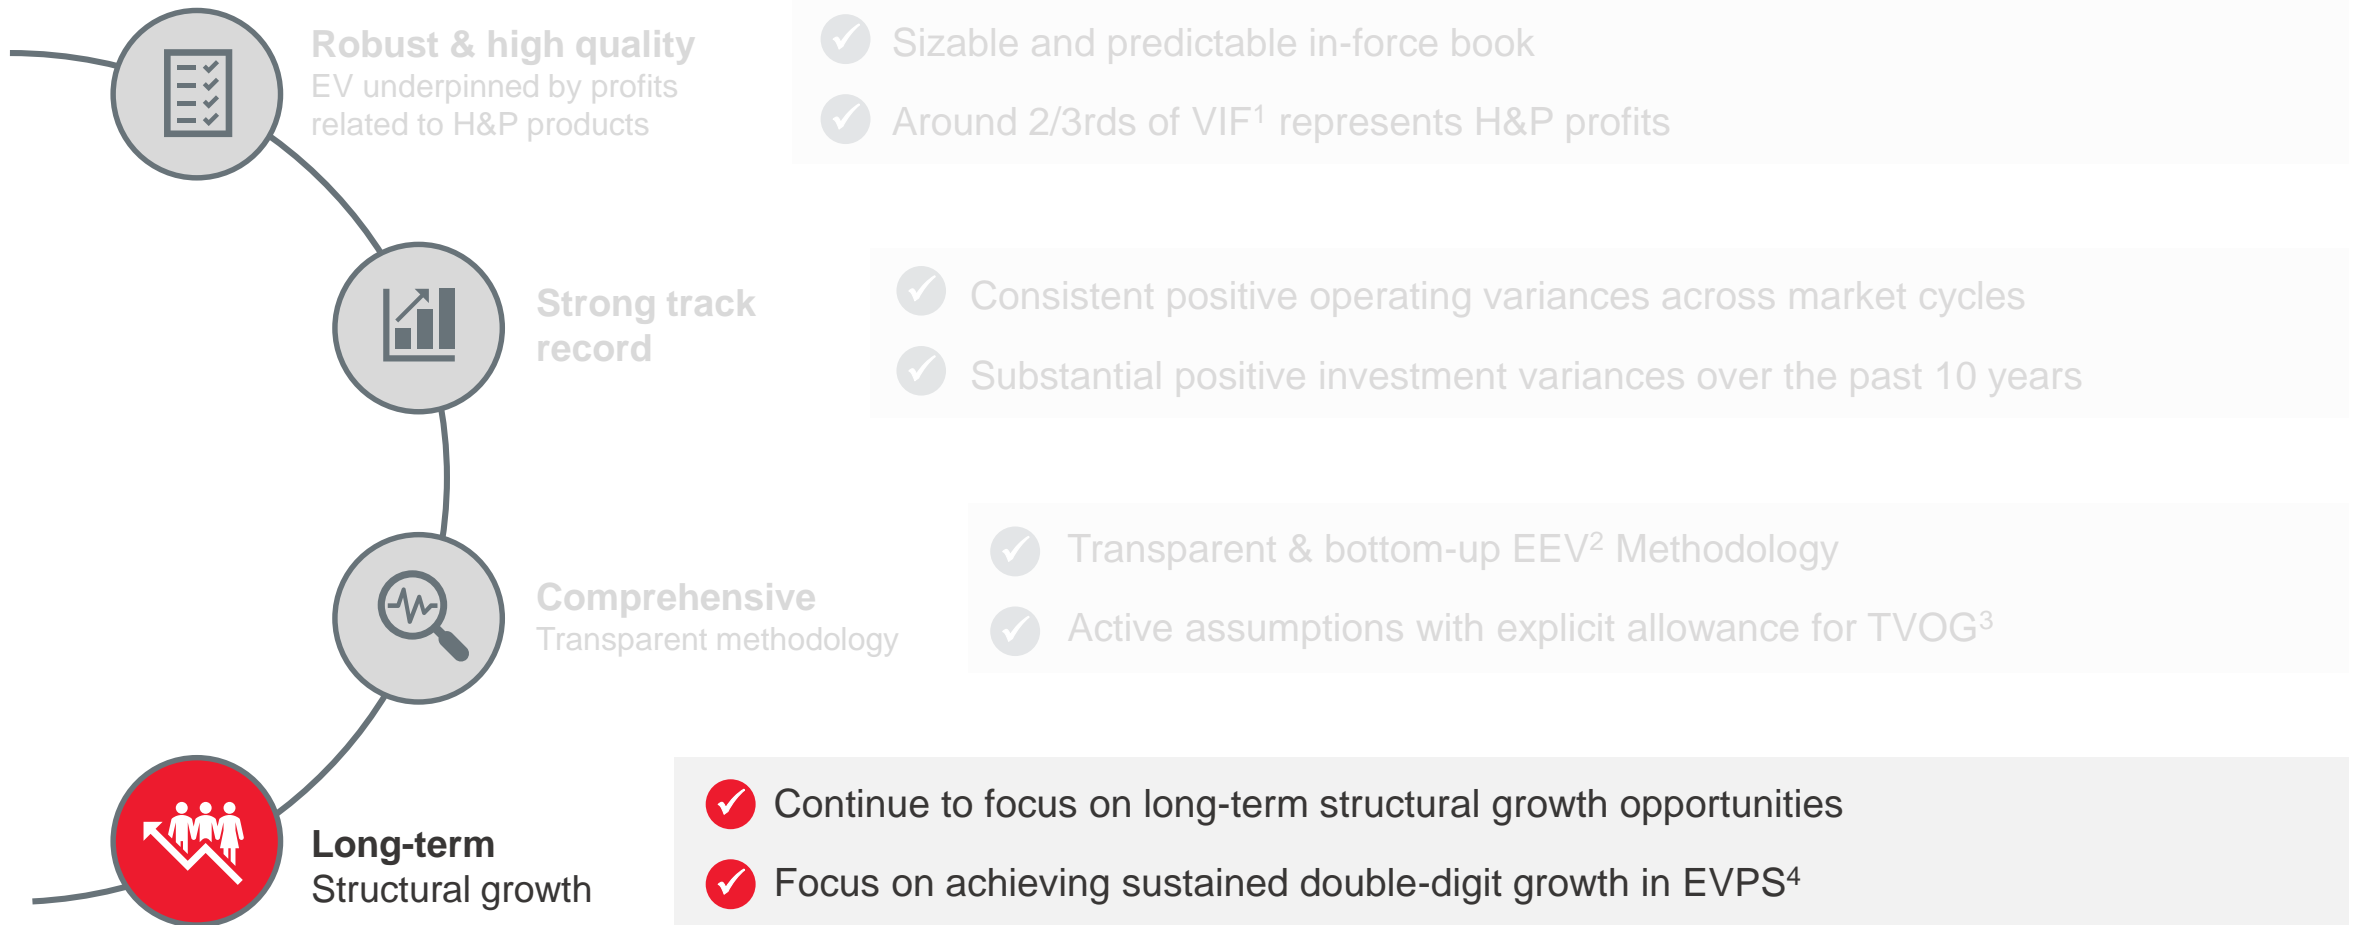 Robust & high quality
EV underpinned by profits
related to H&P products
Sizable and predictable in-force book
Around 2/3rds of VIF¹ represents H&P profits
Strong track
record
Consistent positive operating variances across market cycles
Substantial positive investment variances over the past 10 years
Comprehensive
Transparent methodology
Transparent & bottom-up EEV² Methodology
Active assumptions with explicit allowance for TVOG³
Long-term
Structural growth
Continue to focus on long-term structural growth opportunities
Focus on achieving sustained double-digit growth in EVPS⁴